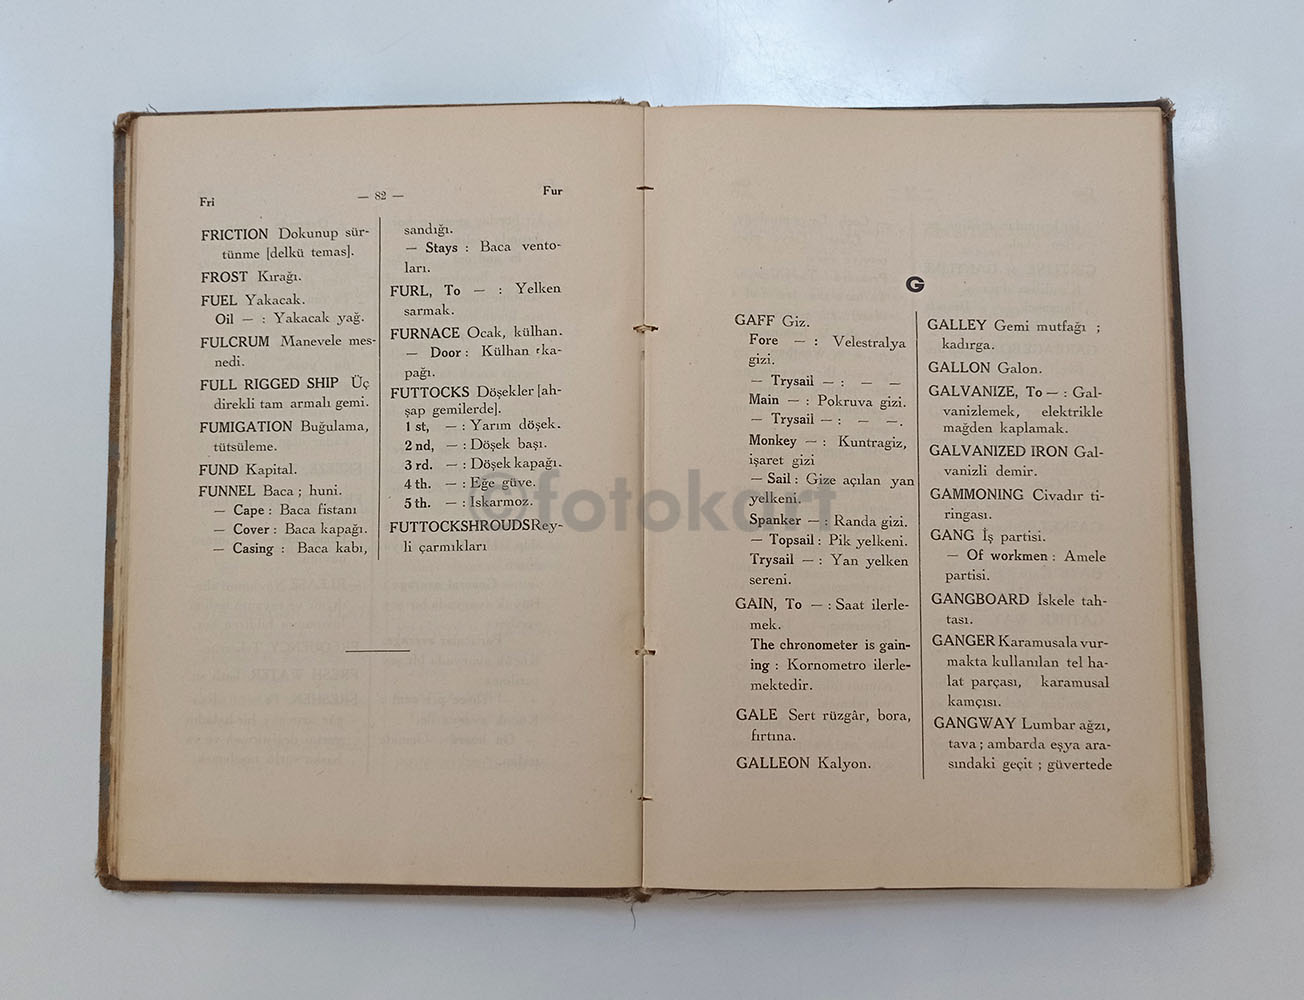 Fri
— 82 —
Fur
FRICTION Dokunup sür-
tünme [delkü temas].
FROST Kırağı.
FUEL Yakacak.
Oil — : Yakacak yağ.
FULCRUM Manevele mes-
nedi.
FULL RIGGED SHIP Üç
direkli tam armalı gemi.
FUMIGATION Buğulama,
tütsüleme.
FUND Kapital.
FUNNEL Baca ; huni.
— Cape : Baca fistanı
— Cover : Baca kapağı.
— Casing : Baca kabı,
sandığı.
— Stays : Baca vento-
ları.
FURL, To — : Yelken
sarmak.
FURNACE Ocak, külhan.
— Door : Külhan ka-
pağı.
FUTTOCKS Döşekler [ah-
şap gemilerde].
1 st, — : Yarım döşek.
2 nd, — : Döşek başı.
3 rd. — : Döşek kapağı.
4 th. — : Eğe güve.
5 th. — : Iskarmoz.
FUTTOCKSHROUDS Rey-
li çarmıkları
G
GAFF Giz.
Fore — : Velestralya
gizi.
— Trysail — : — —
Main — : Pokruva gizi.
— Trysail — : — —.
Monkey — : Kuntragiz,
işaret gizi
— Sail : Gize açılan yan
yelkeni.
Spanker — : Randa gizi.
— Topsail : Pik yelkeni.
Trysail — : Yan yelken
sereni.
GAIN, To — : Saat ilerle-
mek.
The chronometer is gain-
ing : Kornometro ilerle-
mektedir.
GALE Sert rüzgâr, bora,
fırtına.
GALLEON Kalyon.
GALLEY Gemi mutfağı ;
kadırga.
GALLON Galon.
GALVANIZE, To — : Gal-
vanizlemek, elektrikle
mağden kaplamak.
GALVANIZED IRON Gal-
vanizli demir.
GAMMONING Civadır ti-
ringası.
GANG İş partisi.
— Of workmen : Amele
partisi.
GANGBOARD İskele tah-
tası.
GANGER Karamusala vur-
makta kullanılan tel ha-
lat parçası, karamusal
kamçısı.
GANGWAY Lumbar ağzı,
tava ; ambarda eşya ara-
sındaki geçit ; güvertede
©fotokart